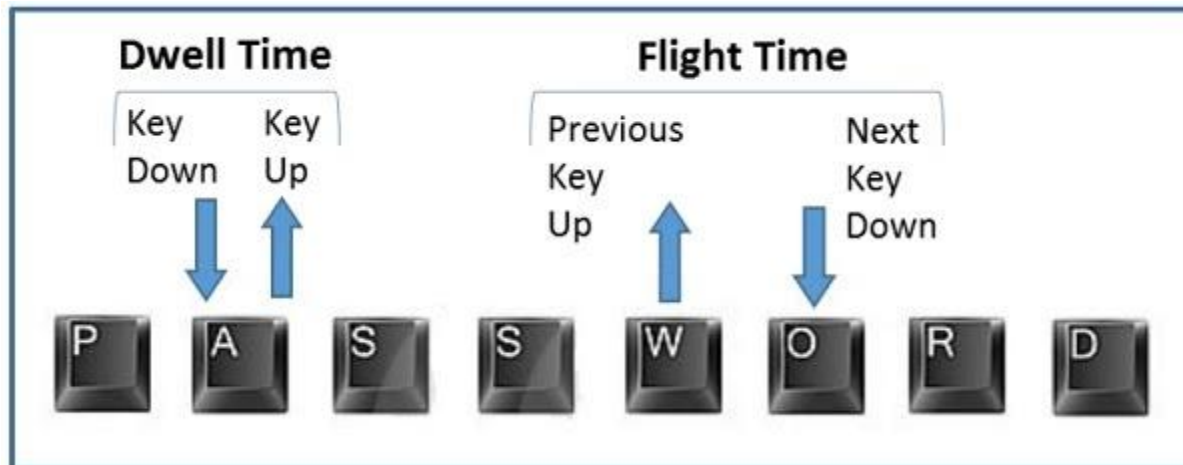 Dwell Time
Key Key
Down Up
Flight Time
Previous Next
Key Key
Up Down
P A S S W O R D